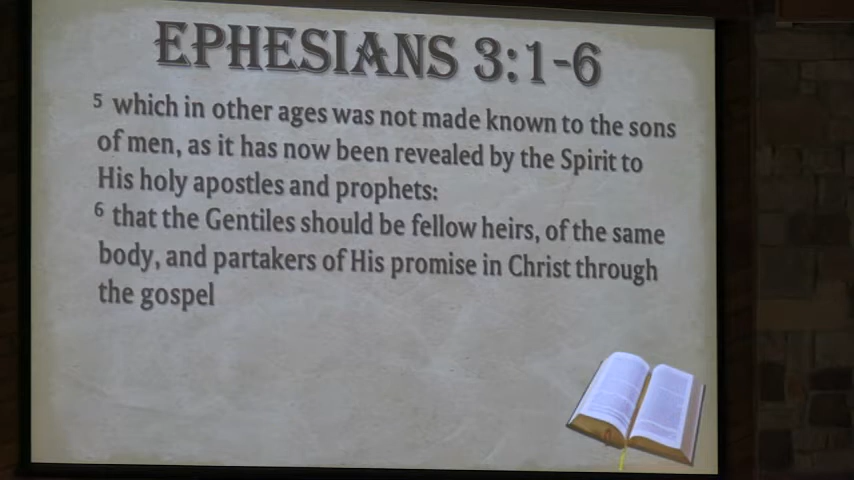 EPHESIANS 3:1-6
5 which in other ages was not made known to the sons
of men, as it has now been revealed by the Spirit to
His holy apostles and prophets:
6 that the Gentiles should be fellow heirs, of the same
body, and partakers of His promise in Christ through
the gospel